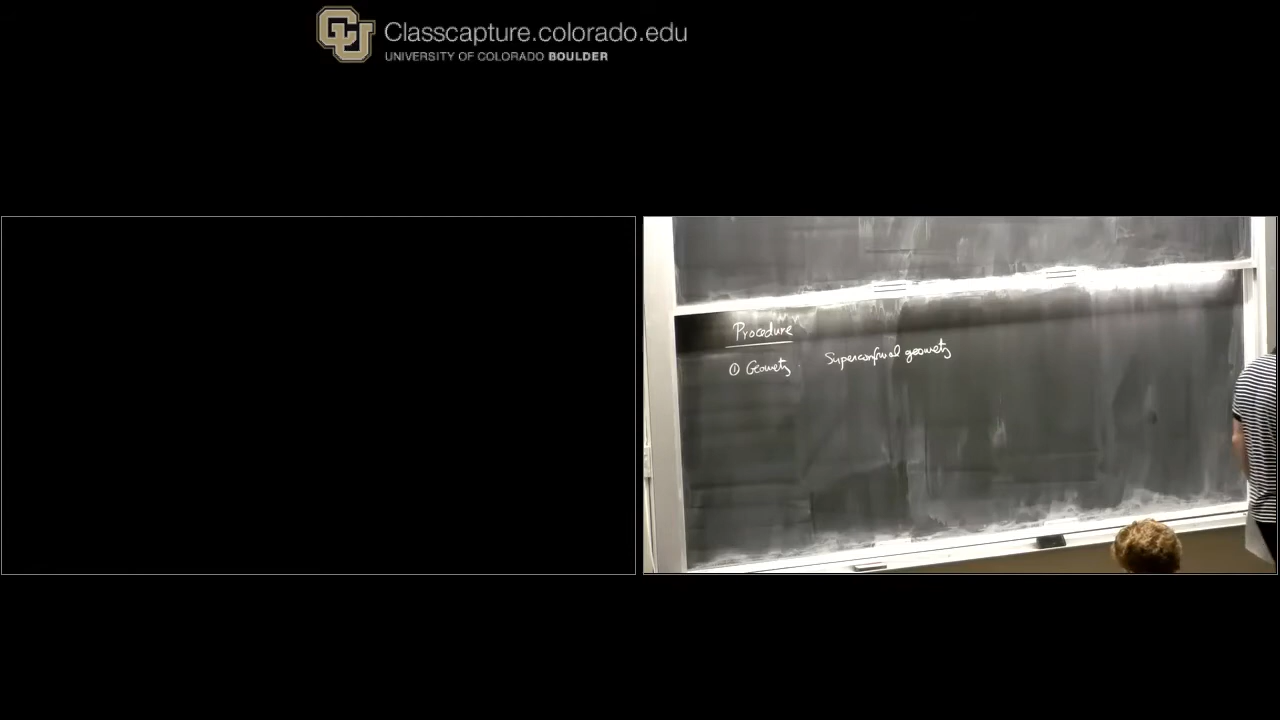 Classcapture.colorado.edu
UNIVERSITY OF COLORADO BOULDER
Procedure
① Geometry Superconformal geometry